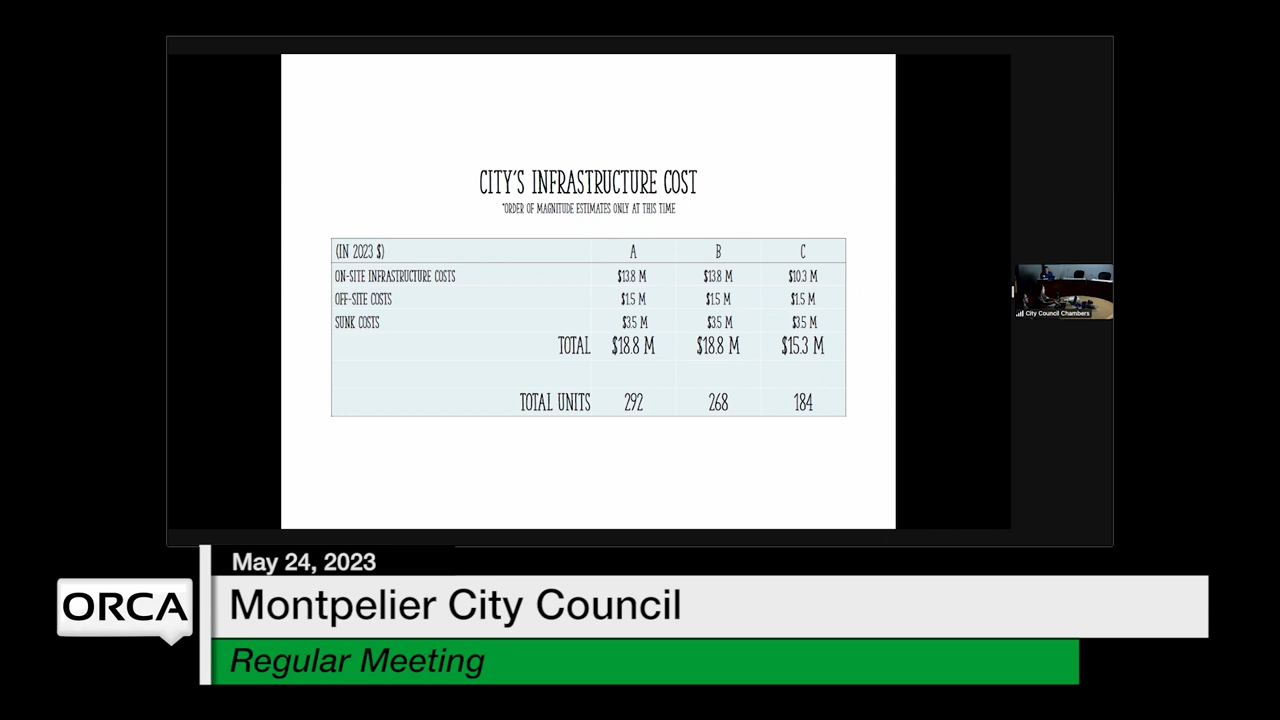 CITY'S INFRASTRUCTURE COST
*ORDER OF MAGNITUDE ESTIMATES ONLY AT THIS TIME
(IN 2023 $) A B C
ON-SITE INFRASTRUCTURE COSTS $13.8 M $13.8 M $10.3 M
OFF-SITE COSTS $1.5 M $1.5 M $1.5 M
SUNK COSTS $3.5 M $3.5 M $3.5 M
TOTAL $18.8 M $18.8 M $15.3 M
TOTAL UNITS 292 268 184
City Council Chambers
May 24, 2023
ORCA
Montpelier City Council
Regular Meeting